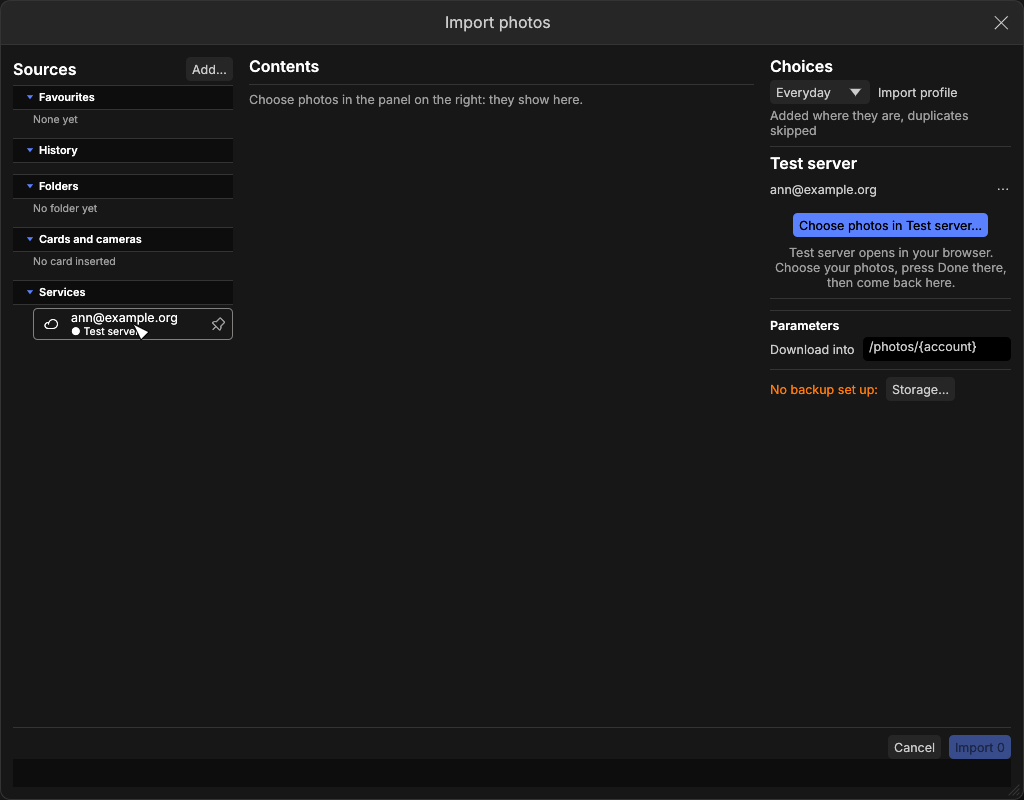 Import photos
Sources
Add...
Favourites
None yet
History
Folders
No folder yet
Cards and cameras
No card inserted
Services
ann@example.org
Test server
Contents
Choose photos in the panel on the right: they show here.
Choices
Everyday
Import profile
Added where they are, duplicates
skipped
Test server
ann@example.org
...
Choose photos in Test server...
Test server opens in your browser.
Choose your photos, press Done there,
then come back here.
Parameters
Download into
/photos/{account}
No backup set up:
Storage...
Cancel
Import 0